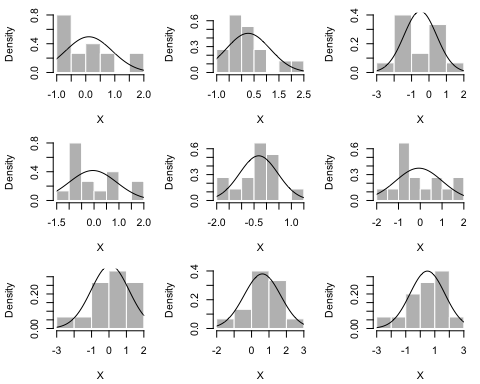 Density
0.0 0.4 0.8
-1.0 0.0 1.0 2.0
X
Density
0.0 0.3 0.6
-1.0 0.5 1.5 2.5
X
Density
0.0 0.2 0.4
-3 -1 0 1 2
X
Density
0.0 0.4 0.8
-1.5 0.0 1.0 2.0
X
Density
0.0 0.3 0.6
-2.0 -0.5 1.0
X
Density
0.0 0.3 0.6
-2 -1 0 1 2
X
Density
0.00 0.20
-3 -1 0 1 2
X
Density
0.0 0.2 0.4
-2 0 1 2 3
X
Density
0.00 0.20
-3 -1 1 3
X